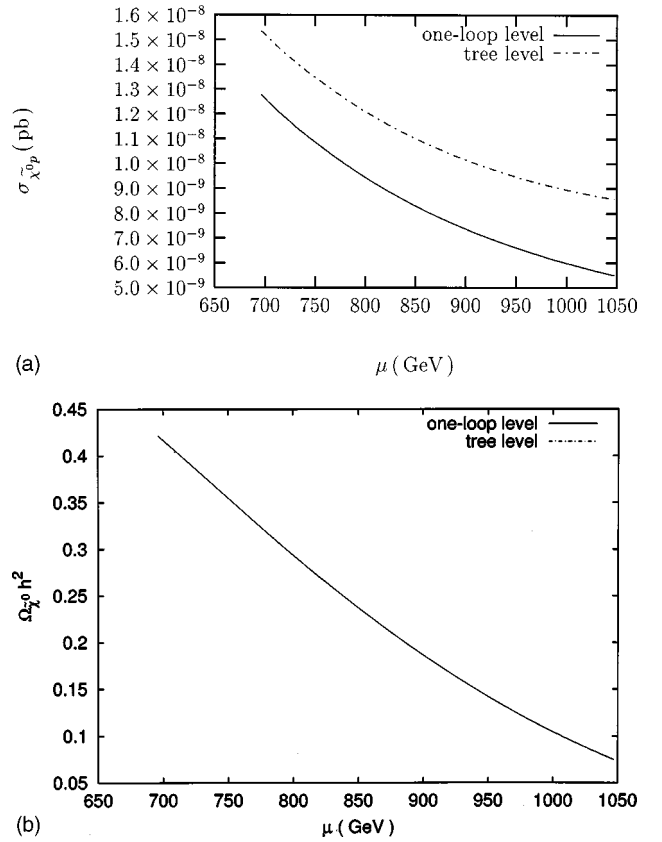 1.6 × 10⁻⁸
1.5 × 10⁻⁸
1.4 × 10⁻⁸
1.3 × 10⁻⁸
1.2 × 10⁻⁸
1.1 × 10⁻⁸
1.0 × 10⁻⁸
9.0 × 10⁻⁹
8.0 × 10⁻⁹
7.0 × 10⁻⁹
6.0 × 10⁻⁹
5.0 × 10⁻⁹
one-loop level
tree level
σ_{χ̃⁰p} (pb)
650 700 750 800 850 900 950 1000 1050
(a)
μ (GeV)
0.45
0.4
0.35
0.3
0.25
0.2
0.15
0.1
0.05
one-loop level
tree level
Ω_{χ̃⁰} h²
650 700 750 800 850 900 950 1000 1050
(b)
μ (GeV)